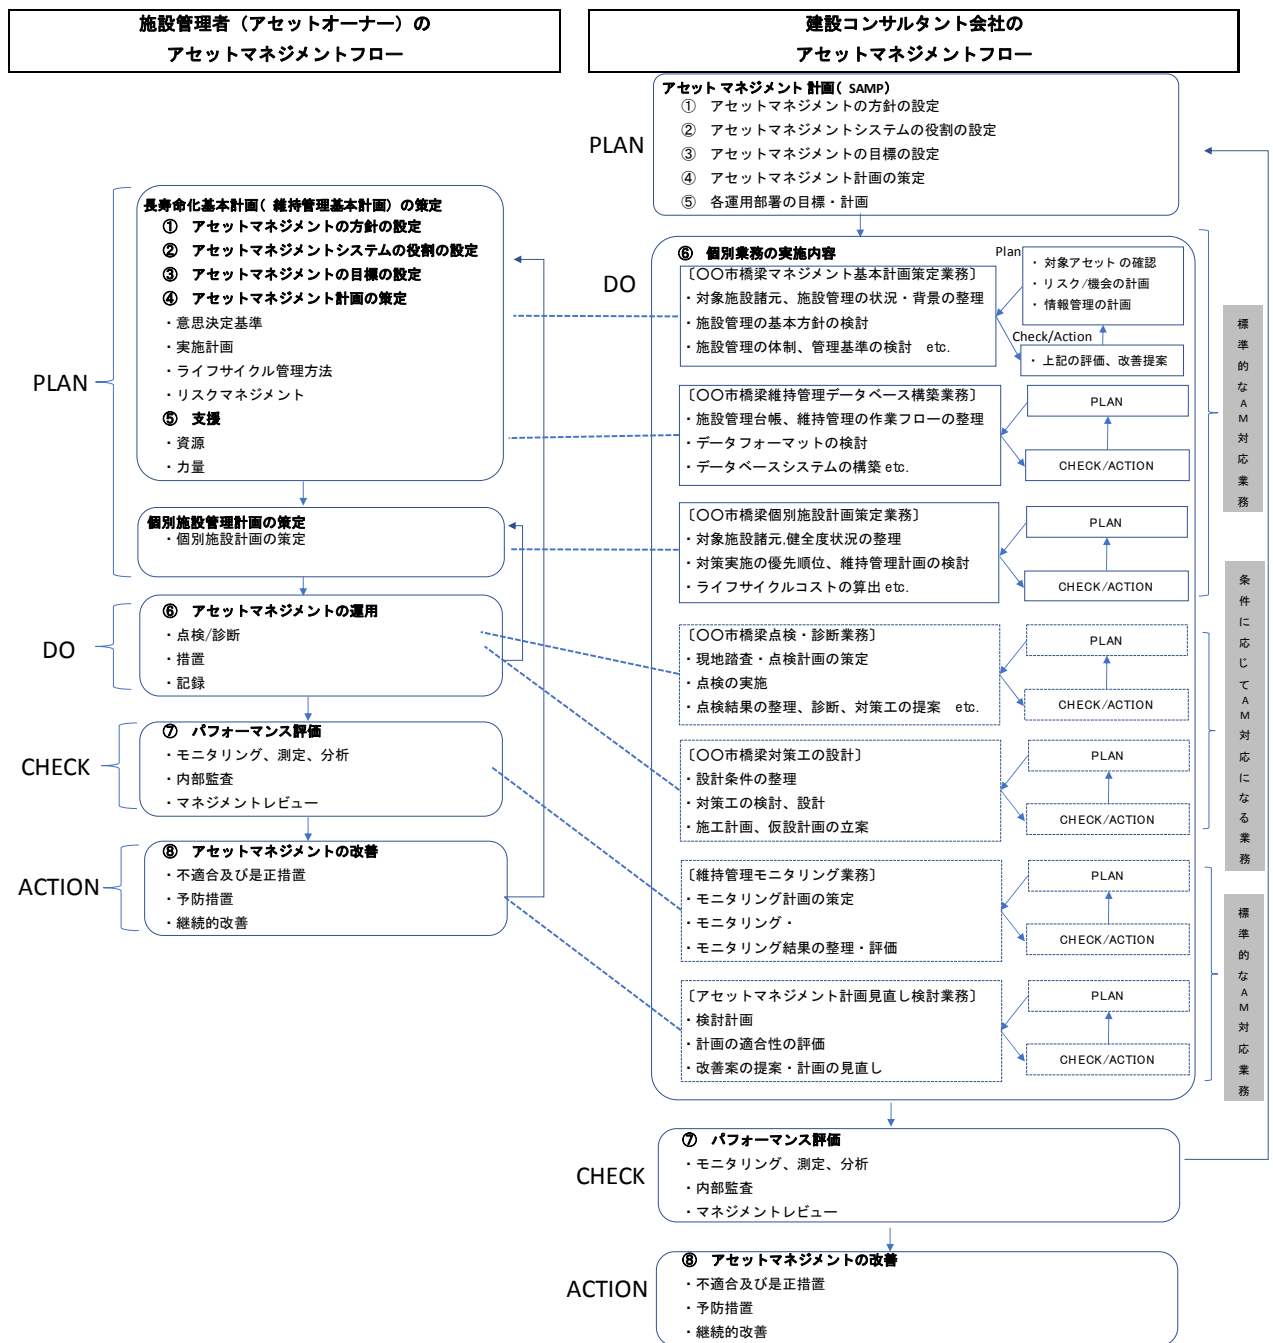 施設管理者（アセットオーナー）の
アセットマネジメントフロー
PLAN
長寿命化基本計画（維持管理基本計画）の策定
① アセットマネジメントの方針の設定
② アセットマネジメントシステムの役割の設定
③ アセットマネジメントの目標の設定
④ アセットマネジメント計画の策定
・意思決定基準
・実施計画
・ライフサイクル管理方法
・リスクマネジメント
⑤ 支援
・資源
・力量
個別施設管理計画の策定
・個別施設計画の策定
DO
⑥ アセットマネジメントの運用
・点検/診断
・措置
・記録
CHECK
⑦ パフォーマンス評価
・モニタリング、測定、分析
・内部監査
・マネジメントレビュー
ACTION
⑧ アセットマネジメントの改善
・不適合及び是正措置
・予防措置
・継続的改善
建設コンサルタント会社の
アセットマネジメントフロー
PLAN
アセットマネジメント計画（SAMP）
① アセットマネジメントの方針の設定
② アセットマネジメントシステムの役割の設定
③ アセットマネジメントの目標の設定
④ アセットマネジメント計画の策定
⑤ 各運用部署の目標・計画
DO
⑥ 個別業務の実施内容
〔〇〇市橋梁マネジメント基本計画策定業務〕
・対象施設諸元、施設管理の状況・背景の整理
・施設管理の基本方針の検討
・施設管理の体制、管理基準の検討 etc.
Plan
・対象アセットの確認
・リスク/機会の計画
・情報管理の計画
Check/Action
・上記の評価、改善提案
〔〇〇市橋梁維持管理データベース構築業務〕
・施設管理台帳、維持管理の作業フローの整理
・データフォーマットの検討
・データベースシステムの構築 etc.
PLAN
CHECK/ACTION
〔〇〇市橋梁個別施設計画策定業務〕
・対象施設諸元,健全度状況の整理
・対策実施の優先順位、維持管理計画の検討
・ライフサイクルコストの算出 etc.
PLAN
CHECK/ACTION
〔〇〇市橋梁点検・診断業務〕
・現地踏査・点検計画の策定
・点検の実施
・点検結果の整理、診断、対策工の提案 etc.
PLAN
CHECK/ACTION
〔〇〇市橋梁対策工の設計〕
・設計条件の整理
・対策工の検討、設計
・施工計画、仮設計画の立案
PLAN
CHECK/ACTION
［維持管理モニタリング業務］
・モニタリング計画の策定
・モニタリング・
・モニタリング結果の整理・評価
PLAN
CHECK/ACTION
〔アセットマネジメント計画見直し検討業務〕
・検討計画
・計画の適合性の評価
・改善案の提案・計画の見直し
PLAN
CHECK/ACTION
標準的なAM対応業務
条件に応じてAM対応になる業務
標準的なAM対応業務
CHECK
⑦ パフォーマンス評価
・モニタリング、測定、分析
・内部監査
・マネジメントレビュー
ACTION
⑧ アセットマネジメントの改善
・不適合及び是正措置
・予防措置
・継続的改善